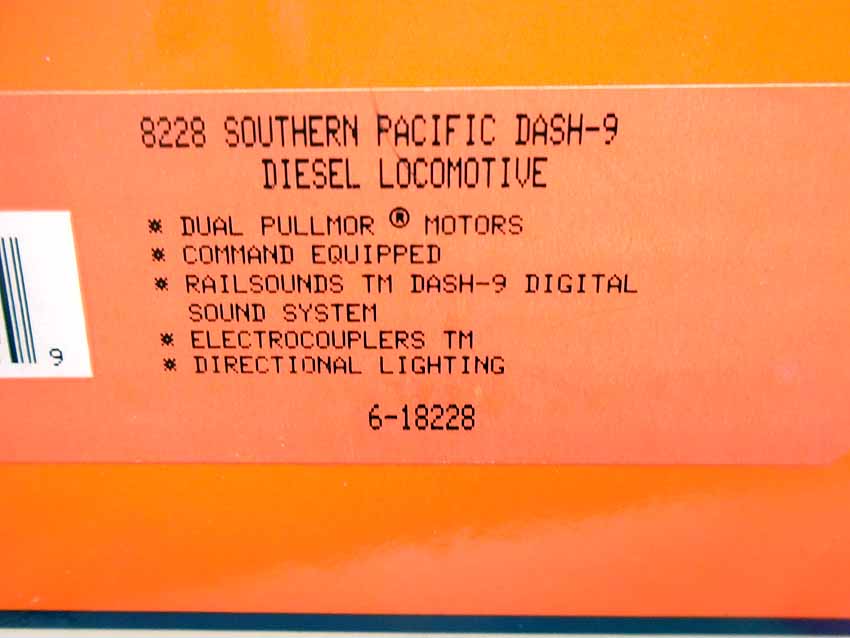 8228 SOUTHERN PACIFIC DASH-9
DIESEL LOCOMOTIVE
* DUAL PULLMOR ® MOTORS
* COMMAND EQUIPPED
* RAILSOUNDS TM DASH-9 DIGITAL
SOUND SYSTEM
* ELECTROCOUPLERS TM
* DIRECTIONAL LIGHTING
9
6-18228